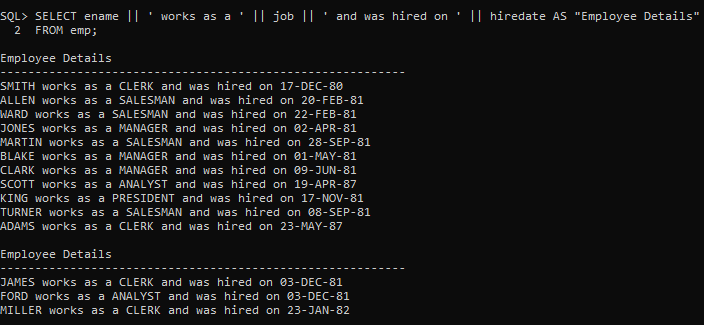 SQL> SELECT ename || ' works as a ' || job || ' and was hired on ' || hiredate AS "Employee Details"
  2  FROM emp;

Employee Details
----------------------------------------------------------
SMITH works as a CLERK and was hired on 17-DEC-80
ALLEN works as a SALESMAN and was hired on 20-FEB-81
WARD works as a SALESMAN and was hired on 22-FEB-81
JONES works as a MANAGER and was hired on 02-APR-81
MARTIN works as a SALESMAN and was hired on 28-SEP-81
BLAKE works as a MANAGER and was hired on 01-MAY-81
CLARK works as a MANAGER and was hired on 09-JUN-81
SCOTT works as a ANALYST and was hired on 19-APR-87
KING works as a PRESIDENT and was hired on 17-NOV-81
TURNER works as a SALESMAN and was hired on 08-SEP-81
ADAMS works as a CLERK and was hired on 23-MAY-87

Employee Details
----------------------------------------------------------
JAMES works as a CLERK and was hired on 03-DEC-81
FORD works as a ANALYST and was hired on 03-DEC-81
MILLER works as a CLERK and was hired on 23-JAN-82